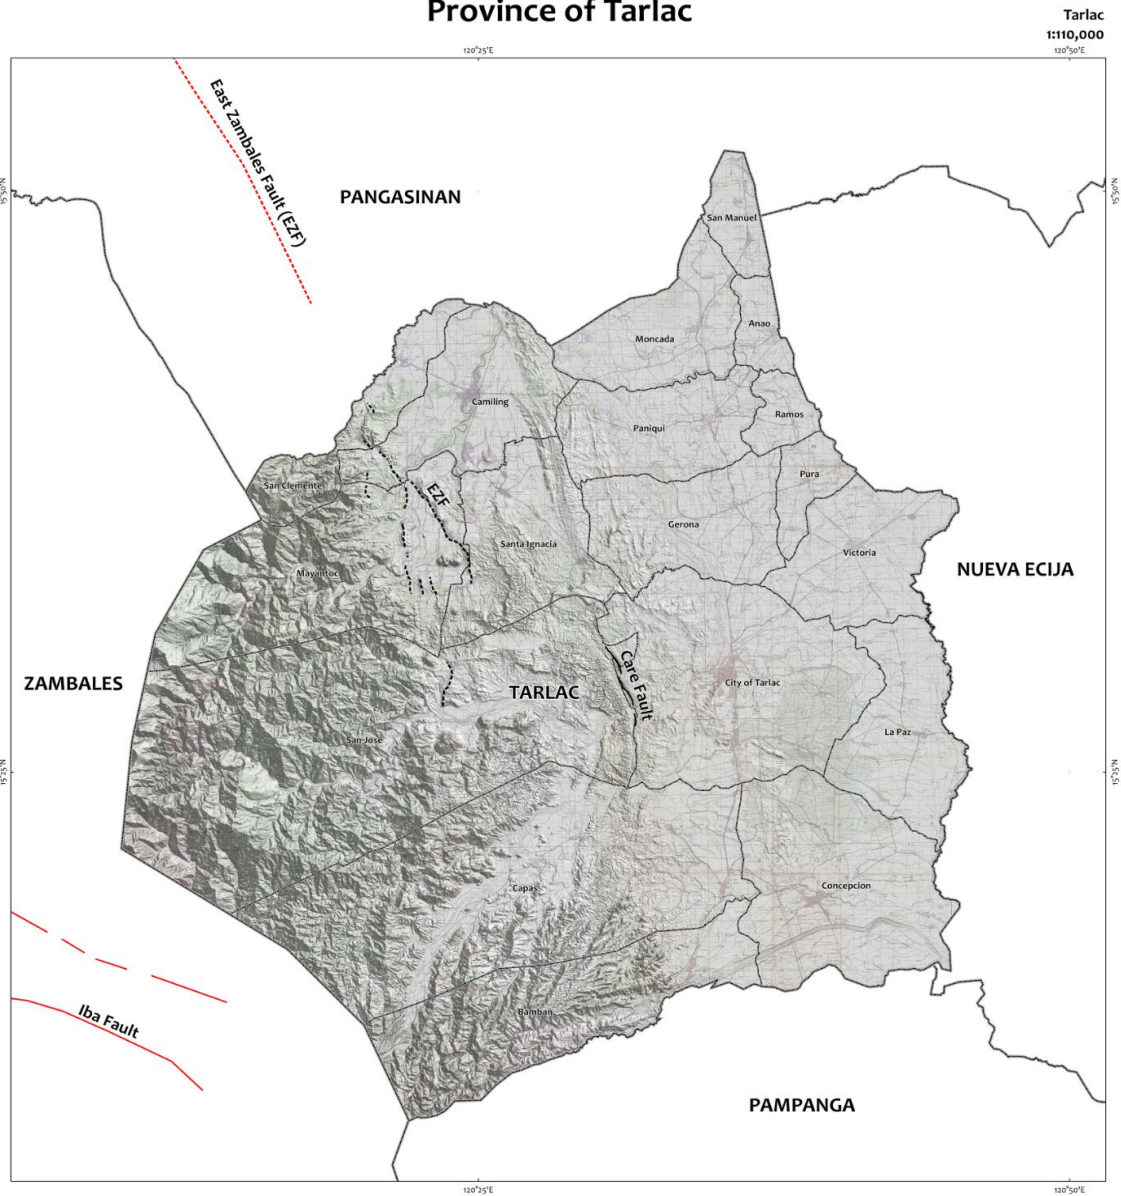 Province of Tarlac
Tarlac
1:110,000
120°25'E
120°50'E
East Zambales Fault (EZF)
15°50'N
PANGASINAN
15°50'N
San Manuel
Anao
Moncada
Camiling
Ramos
Paniqui
Pura
San Clemente
EZF
Gerona
Santa Ignacia
Victoria
Mayantoc
NUEVA ECIJA
ZAMBALES
Care Fault
City of Tarlac
TARLAC
La Paz
San Jose
15°25'N
15°25'N
Capas
Concepcion
Iba Fault
Bamban
PAMPANGA
120°25'E
120°50'E